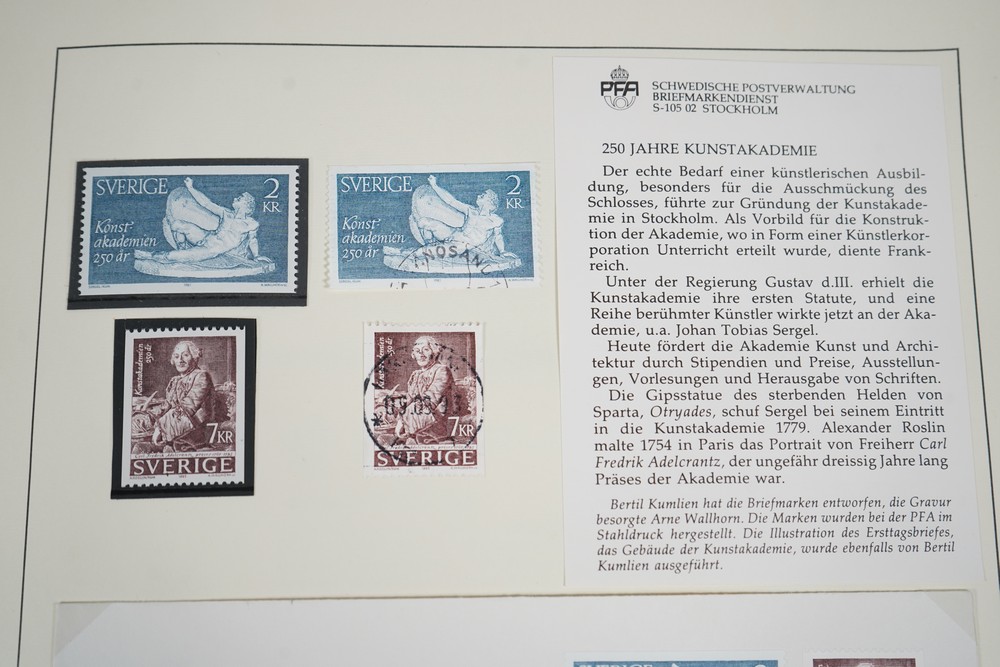 PFA
SCHWEDISCHE POSTVERWALTUNG
BRIEFMARKENDIENST
S-105 02 STOCKHOLM
250 JAHRE KUNSTAKADEMIE
Der echte Bedarf einer künstlerischen Ausbil-
dung, besonders für die Ausschmückung des
Schlosses, führte zur Gründung der Kunstakade-
mie in Stockholm. Als Vorbild für die Konstruk-
tion der Akademie, wo in Form einer Künstlerkor-
poration Unterricht erteilt wurde, diente Frank-
reich.
Unter der Regierung Gustav d.III. erhielt die
Kunstakademie ihre ersten Statute, und eine
Reihe berühmter Künstler wirkte jetzt an der Aka-
demie, u.a. Johan Tobias Sergel.
Heute fördert die Akademie Kunst und Archi-
tektur durch Stipendien und Preise, Ausstellun-
gen, Vorlesungen und Herausgabe von Schriften.
Die Gipsstatue des sterbenden Helden von
Sparta, Otryades, schuf Sergel bei seinem Eintritt
in die Kunstakademie 1779. Alexander Roslin
malte 1754 in Paris das Portrait von Freiherr Carl
Fredrik Adelcrantz, der ungefähr dreissig Jahre lang
Präses der Akademie war.
Bertil Kumlien hat die Briefmarken entworfen, die Gravur
besorgte Arne Wallhorn. Die Marken wurden bei der PFA im
Stahldruck hergestellt. Die Illustration des Ersttagsbriefes,
das Gebäude der Kunstakademie, wurde ebenfalls von Bertil
Kumlien ausgeführt.
SVERIGE 2
KR
Konst-
akademien
250 år
SVERIGE 2
KR
Konst-
akademien
250 år
Konstakademien
250 år
7KR
SVERIGE
Konstakademien
250 år
7KR
SVERIGE
SVERIGE 2